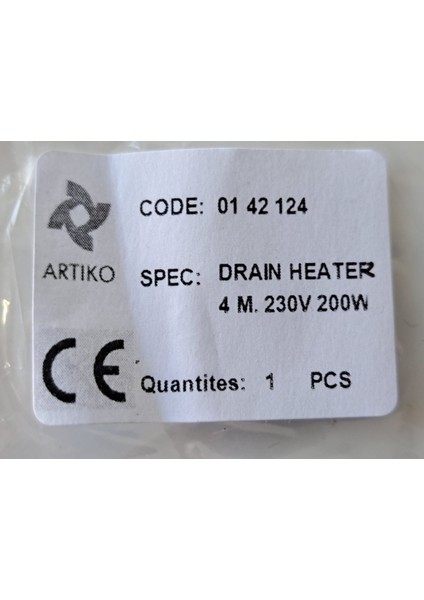 CODE: 01 42 124
ARTIKO
SPEC: DRAIN HEATER
4 M. 230V 200W
CE
Quantites: 1 PCS